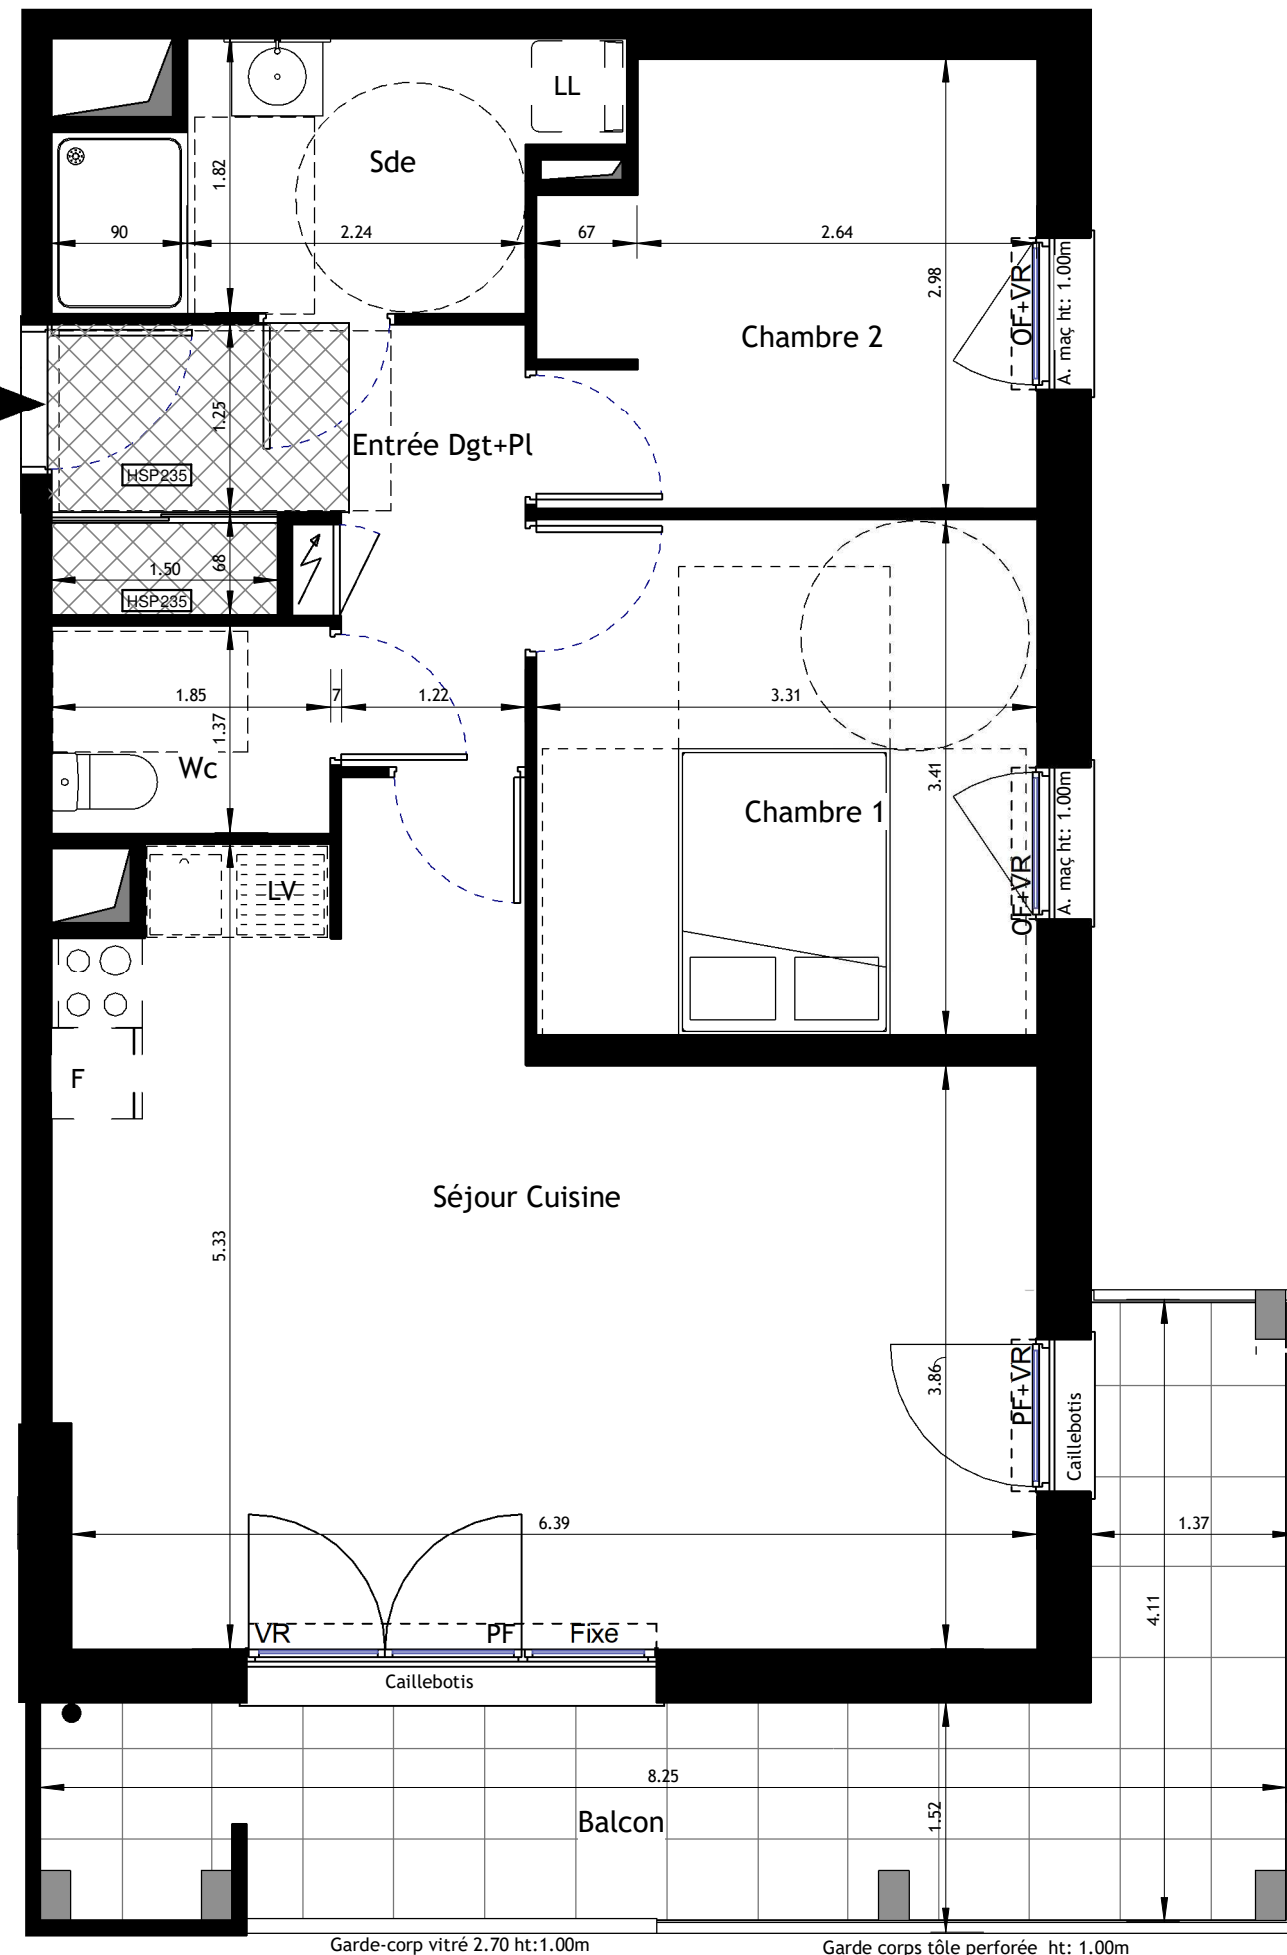 LL
Sde
1.82
90
2.24
67
2.64
2.98
OF+VR
A. maç ht: 1.00m
Chambre 2
1.25
Entrée Dgt+Pl
HSP235
68
1.50
HSP235
1.85
7
1.22
3.31
1.37
Wc
3.41
Chambre 1
OF+VR
A. maç ht: 1.00m
LV
F
Séjour Cuisine
5.33
3.86
PF+VR
Caillebotis
6.39
1.37
4.11
VR
PF
Fixe
Caillebotis
8.25
Balcon
1.52
Garde-corp vitré 2.70 ht:1.00m
Garde corps tôle perforée ht: 1.00m